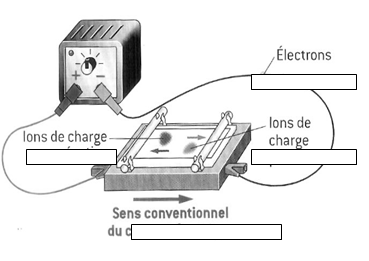 Électrons
Ions de charge
Ions de
charge
Sens conventionnel
du
+ -